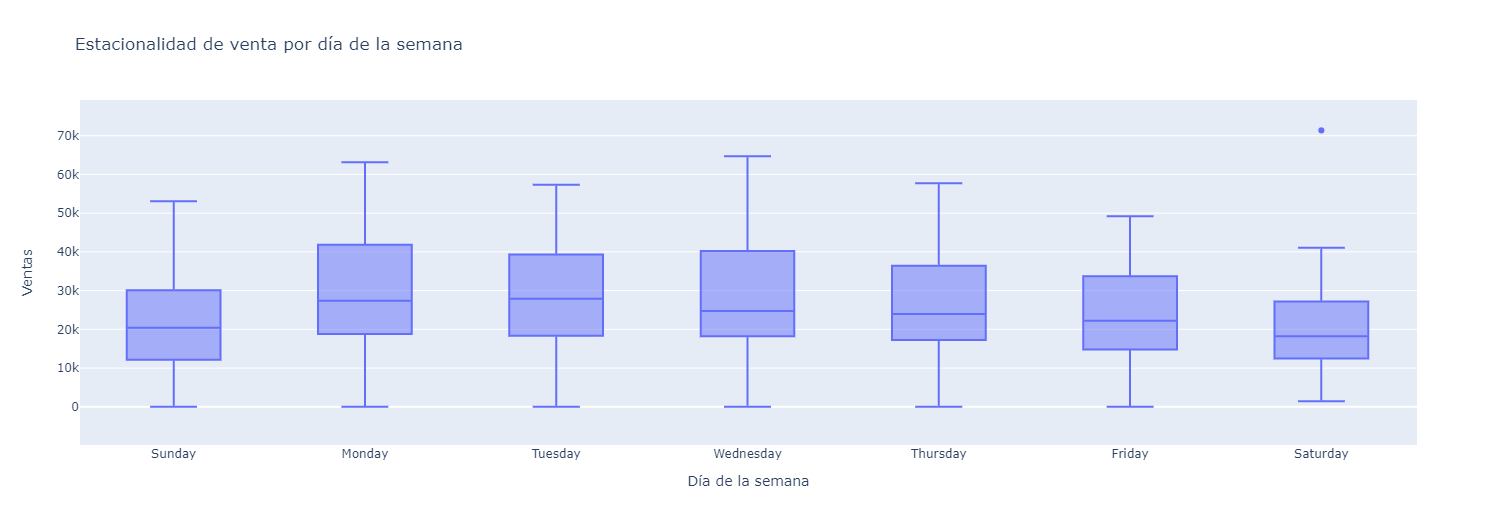 Estacionalidad de venta por día de la semana
70k
60k
50k
40k
30k
20k
10k
0
Ventas
Sunday Monday Tuesday Wednesday Thursday Friday Saturday
Día de la semana